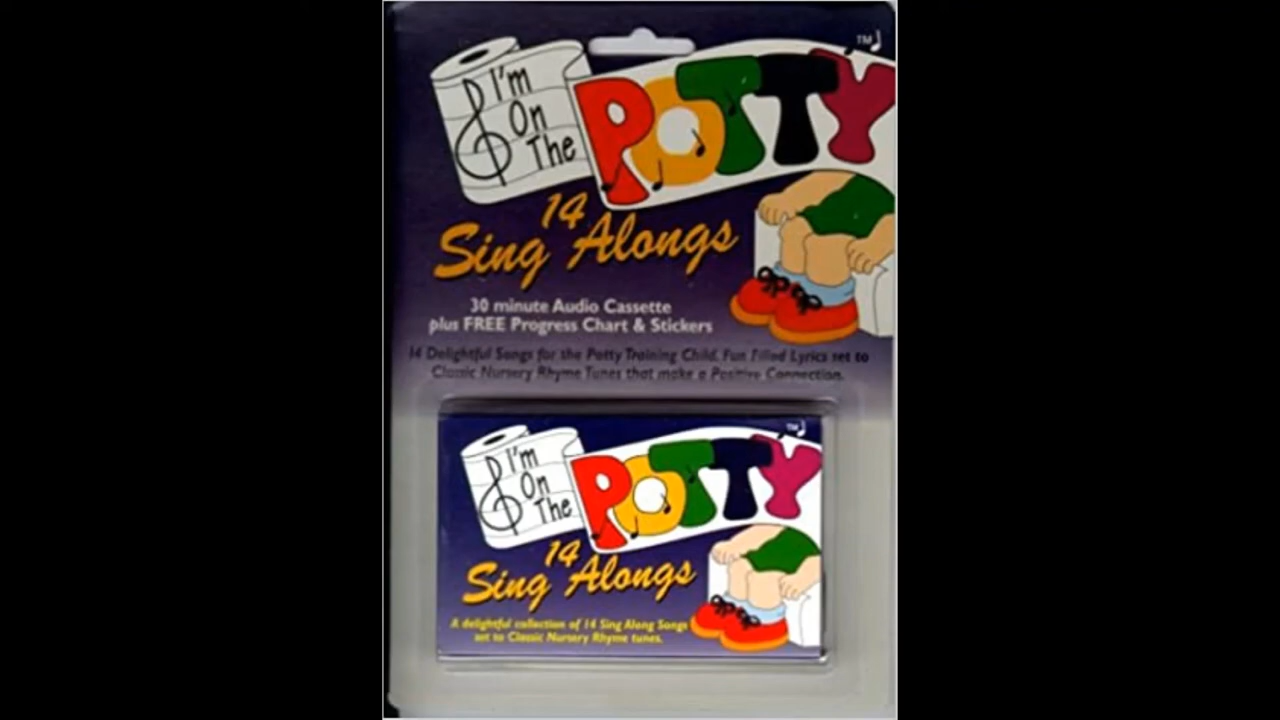 I'm
On
The
POTTY
TM
14
Sing Alongs
30 minute Audio Cassette
plus FREE Progress Chart & Stickers
14 Delightful Songs for the Potty Training Child. Fun Filled Lyrics set to
Classic Nursery Rhyme Tunes that make a Positive Connection.
I'm
On
The
POTTY
TM
14
Sing Alongs
A delightful collection of 14 Sing Along Songs
set to Classic Nursery Rhyme tunes.